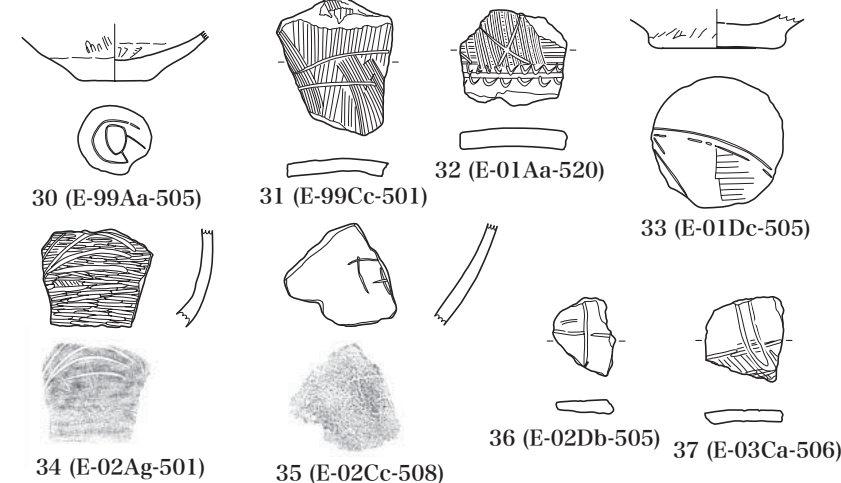 30 (E-99Aa-505)
31 (E-99Cc-501)
32 (E-01Aa-520)
33 (E-01Dc-505)
34 (E-02Ag-501)
35 (E-02Cc-508)
36 (E-02Db-505)
37 (E-03Ca-506)